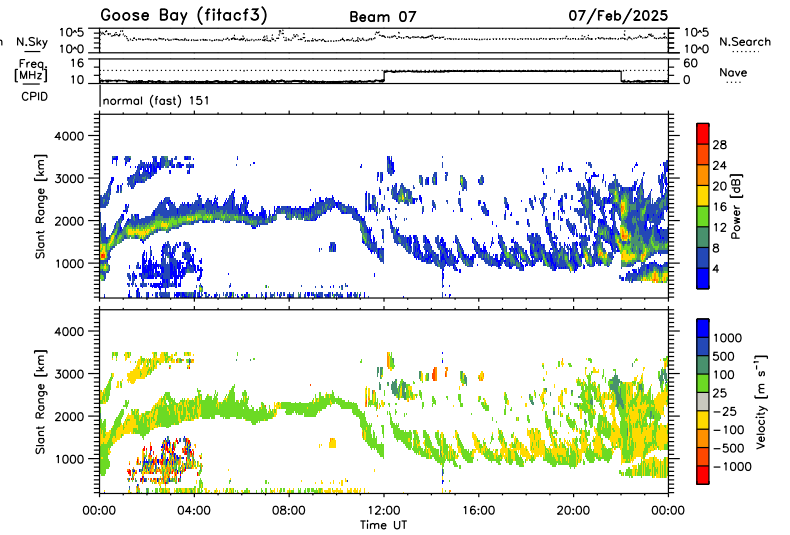 Goose Bay (fitacf3) Beam 07 07/Feb/2025
n N.Sky 10^5 10^0 10^5 10^0 N.Search
Freq. [MHz] 16 10 60 0 Nave
CPID normal (fast) 151
Slant Range [km] 4000 3000 2000 1000
28 24 20 16 12 8 4 Power [dB]
Slant Range [km] 4000 3000 2000 1000
1000 500 100 25 -25 -100 -500 -1000 Velocity [m s⁻¹]
00:00 04:00 08:00 12:00 16:00 20:00 00:00
Time UT